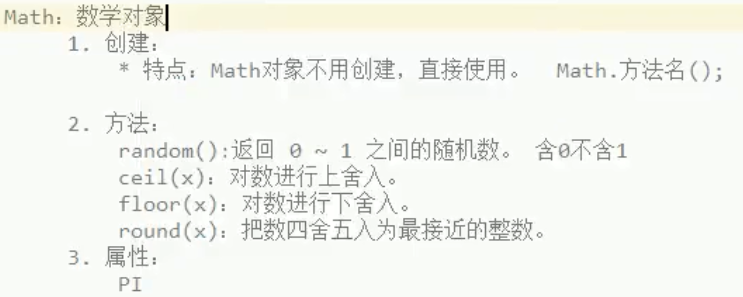 Math：数学对象
1. 创建：
* 特点：Math对象不用创建，直接使用。 Math.方法名();
2. 方法：
random():返回 0 ~ 1 之间的随机数。 含0不含1
ceil(x)：对数进行上舍入。
floor(x)：对数进行下舍入。
round(x)：把数四舍五入为最接近的整数。
3. 属性：
PI